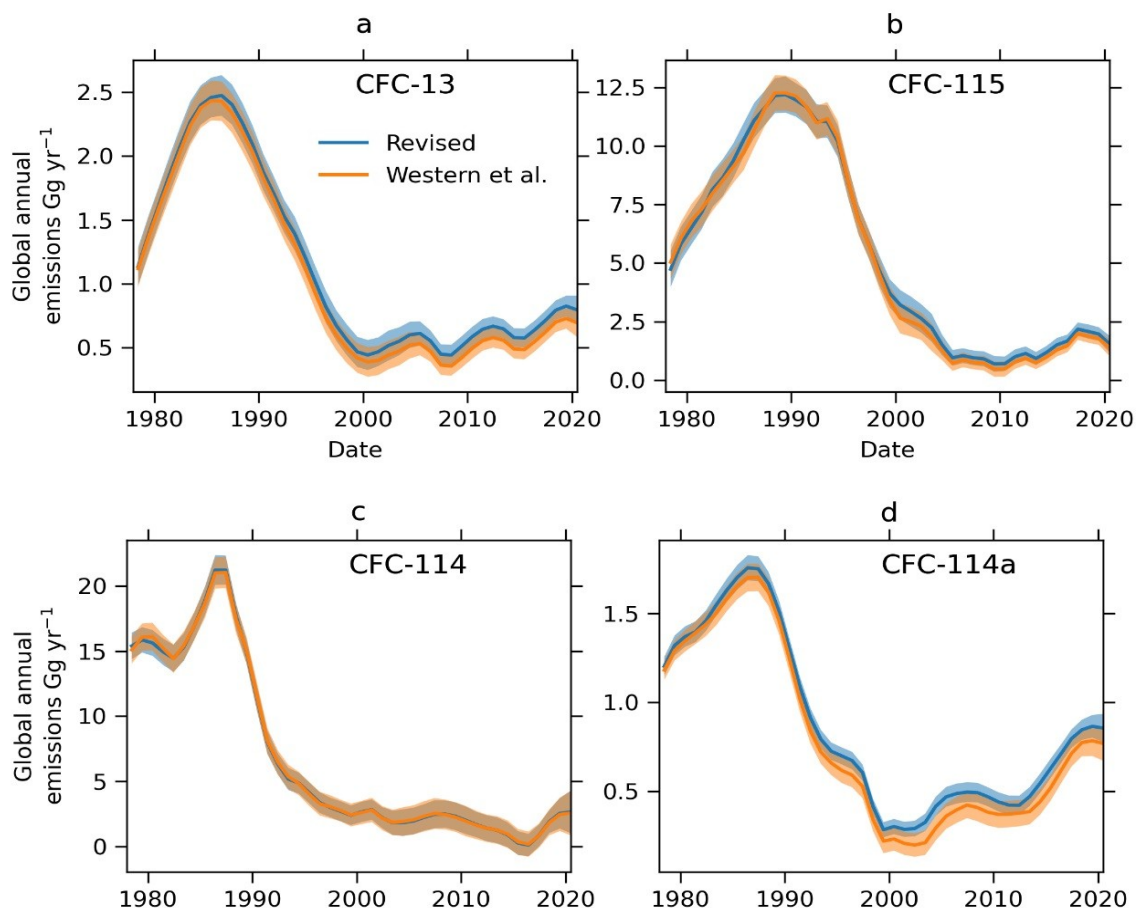 a
b
CFC-13
CFC-115
Revised
Western et al.
Global annual
emissions Gg yr⁻¹
2.5
2.0
1.5
1.0
0.5
12.5
10.0
7.5
5.0
2.5
0.0
1980 1990 2000 2010 2020
1980 1990 2000 2010 2020
Date
Date
c
d
CFC-114
CFC-114a
Global annual
emissions Gg yr⁻¹
20
15
10
5
0
1.5
1.0
0.5
1980 1990 2000 2010 2020
1980 1990 2000 2010 2020